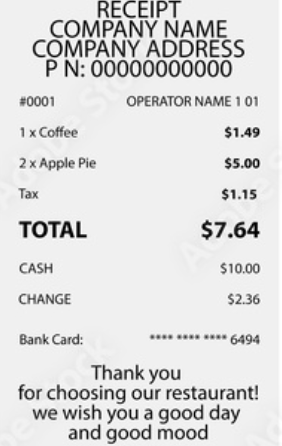 RECEIPT
COMPANY NAME
COMPANY ADDRESS
P N: 00000000000
#0001 OPERATOR NAME 1 01
1 x Coffee $1.49
2 x Apple Pie $5.00
Tax $1.15
TOTAL $7.64
CASH $10.00
CHANGE $2.36
Bank Card: **** **** **** 6494
Thank you
for choosing our restaurant!
we wish you a good day
and good mood